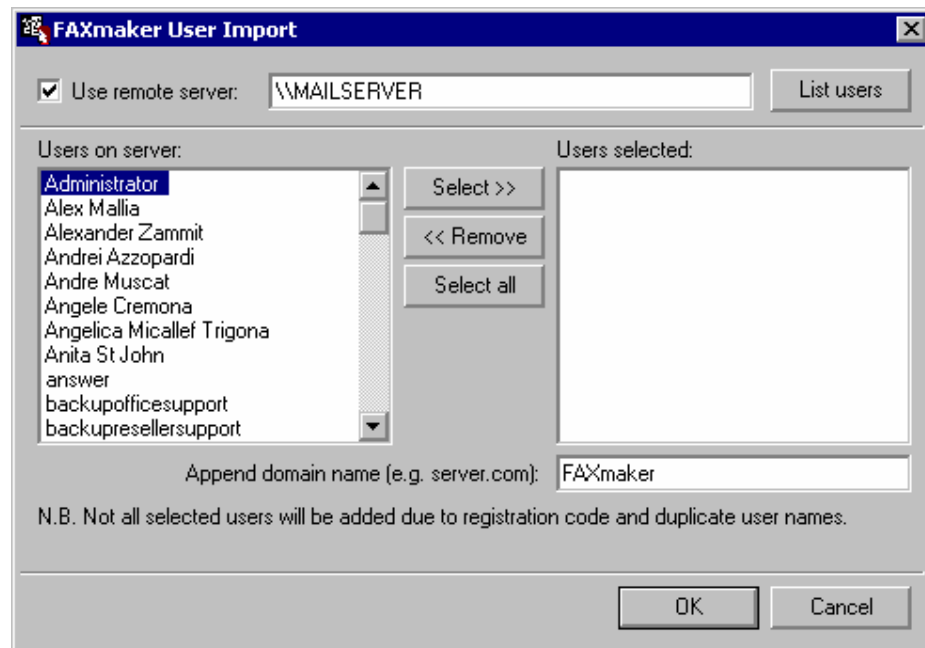 FAXmaker User Import
Use remote server: \\MAILSERVER List users
Users on server: Users selected:
Administrator
Alex Mallia
Alexander Zammit
Andrei Azzopardi
Andre Muscat
Angele Cremona
Angelica Micallef Trigona
Anita St John
answer
backupofficesupport
backupresellersupport
Select >>
<< Remove
Select all
Append domain name (e.g. server.com): FAXmaker
N.B. Not all selected users will be added due to registration code and duplicate user names.
OK Cancel